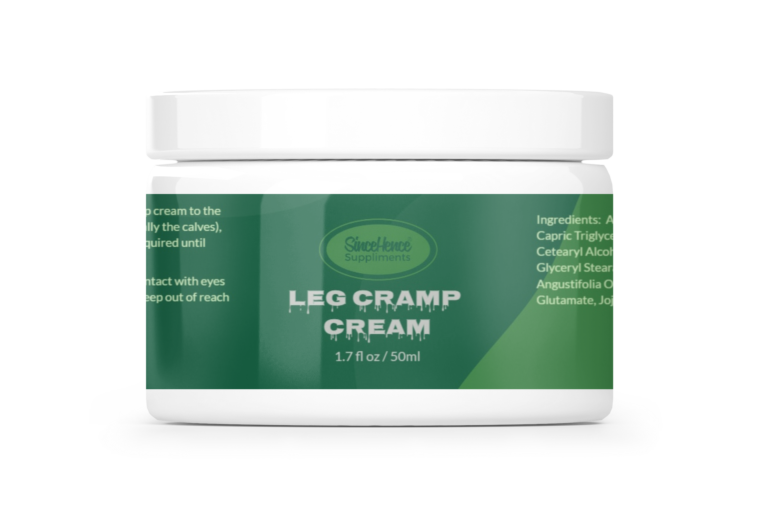 cream to the
lly the calves),
quired until
ntact with eyes
eep out of reach
SinceHence
Suppliments
LEG CRAMP
CREAM
1.7 fl oz / 50ml
Ingredients: A
Capric Triglyce
Cetearyl Alcoh
Glyceryl Stear
Angustifolia O
Glutamate, Joj